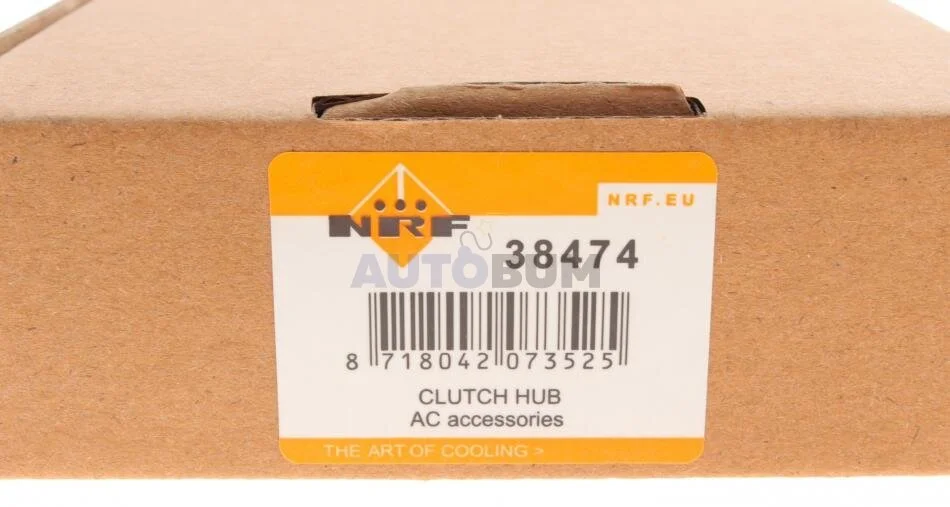 NRF.EU
NRF
38474
AUTOBUM
8 718042 073525
CLUTCH HUB
AC accessories
THE ART OF COOLING >